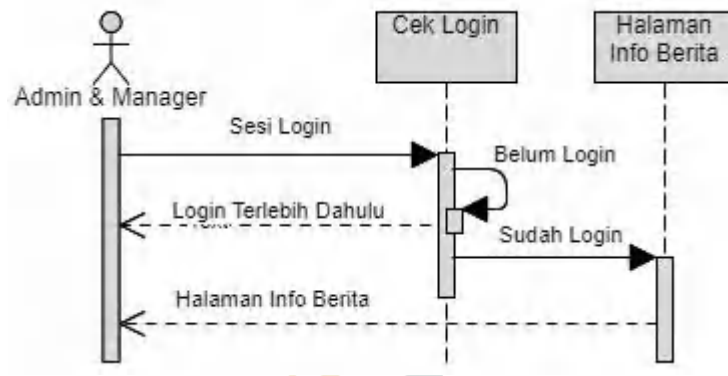 Cek Login
Halaman
Info Berita
Admin & Manager
Sesi Login
Belum Login
Login Terlebih Dahulu
Sudah Login
Halaman Info Berita